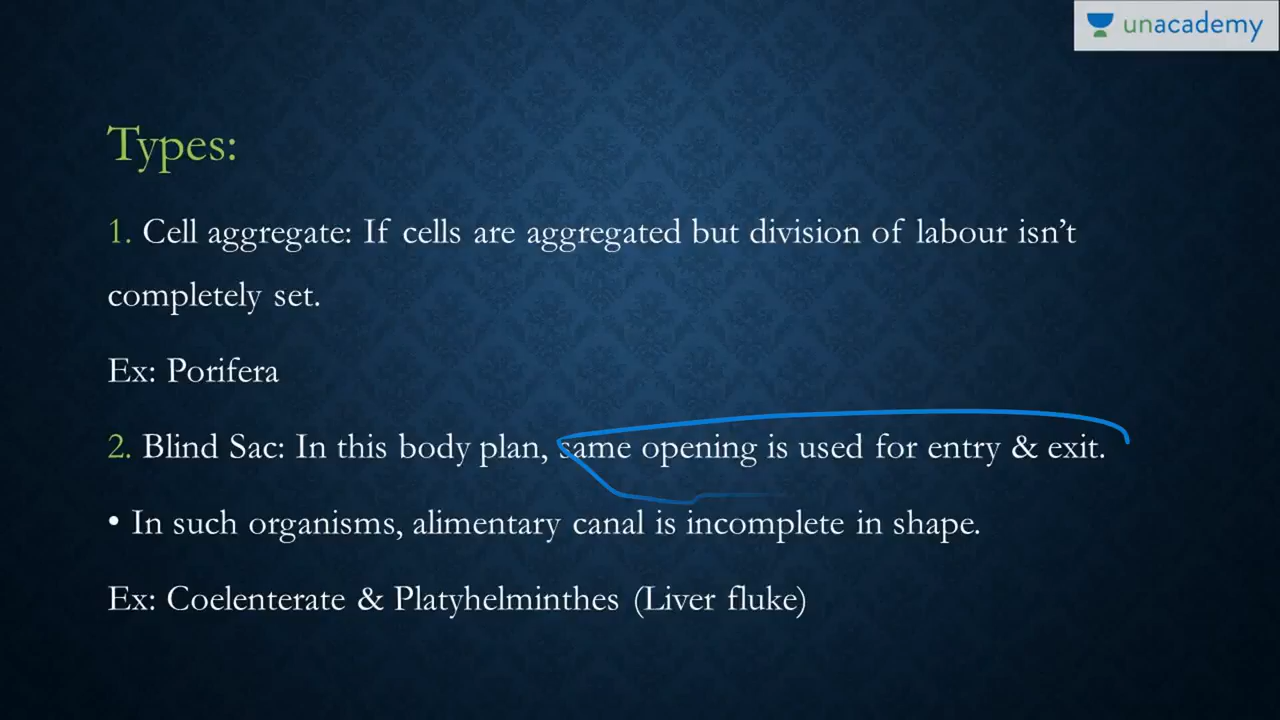 unacademy
Types:
1. Cell aggregate: If cells are aggregated but division of labour isn’t
completely set.
Ex: Porifera
2. Blind Sac: In this body plan, same opening is used for entry & exit.
• In such organisms, alimentary canal is incomplete in shape.
Ex: Coelenterate & Platyhelminthes (Liver fluke)